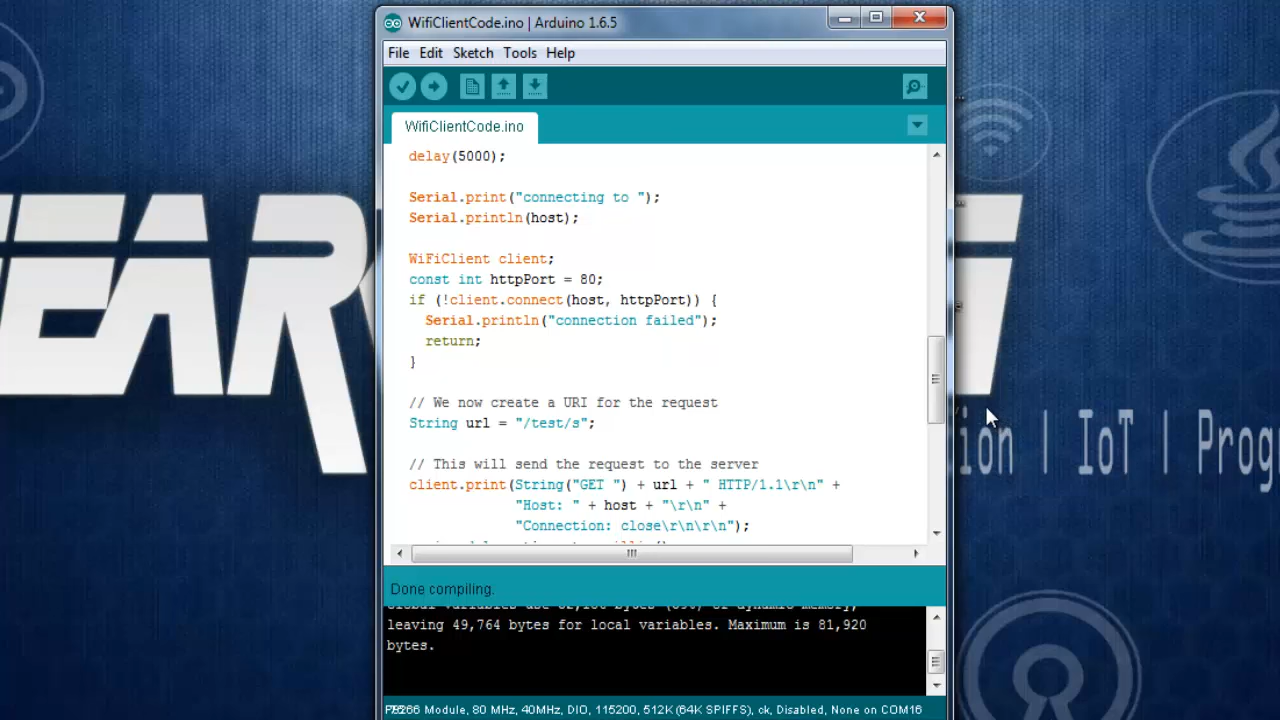 WifiClientCode.ino | Arduino 1.6.5
File Edit Sketch Tools Help
WifiClientCode.ino
delay(5000);
Serial.print("connecting to ");
Serial.println(host);
WiFiClient client;
const int httpPort = 80;
if (!client.connect(host, httpPort)) {
Serial.println("connection failed");
return;
}
// We now create a URI for the request
String url = "/test/s";
// This will send the request to the server
client.print(String("GET ") + url + " HTTP/1.1\r\n" +
"Host: " + host + "\r\n" +
"Connection: close\r\n\r\n");
Done compiling.
leaving 49,764 bytes for local variables. Maximum is 81,920
bytes.
Module, 80 MHz, 40MHz, DIO, 115200, 512K (64K SPIFFS), ck, Disabled, None on COM16
EAR
G
ion | IoT | Prog